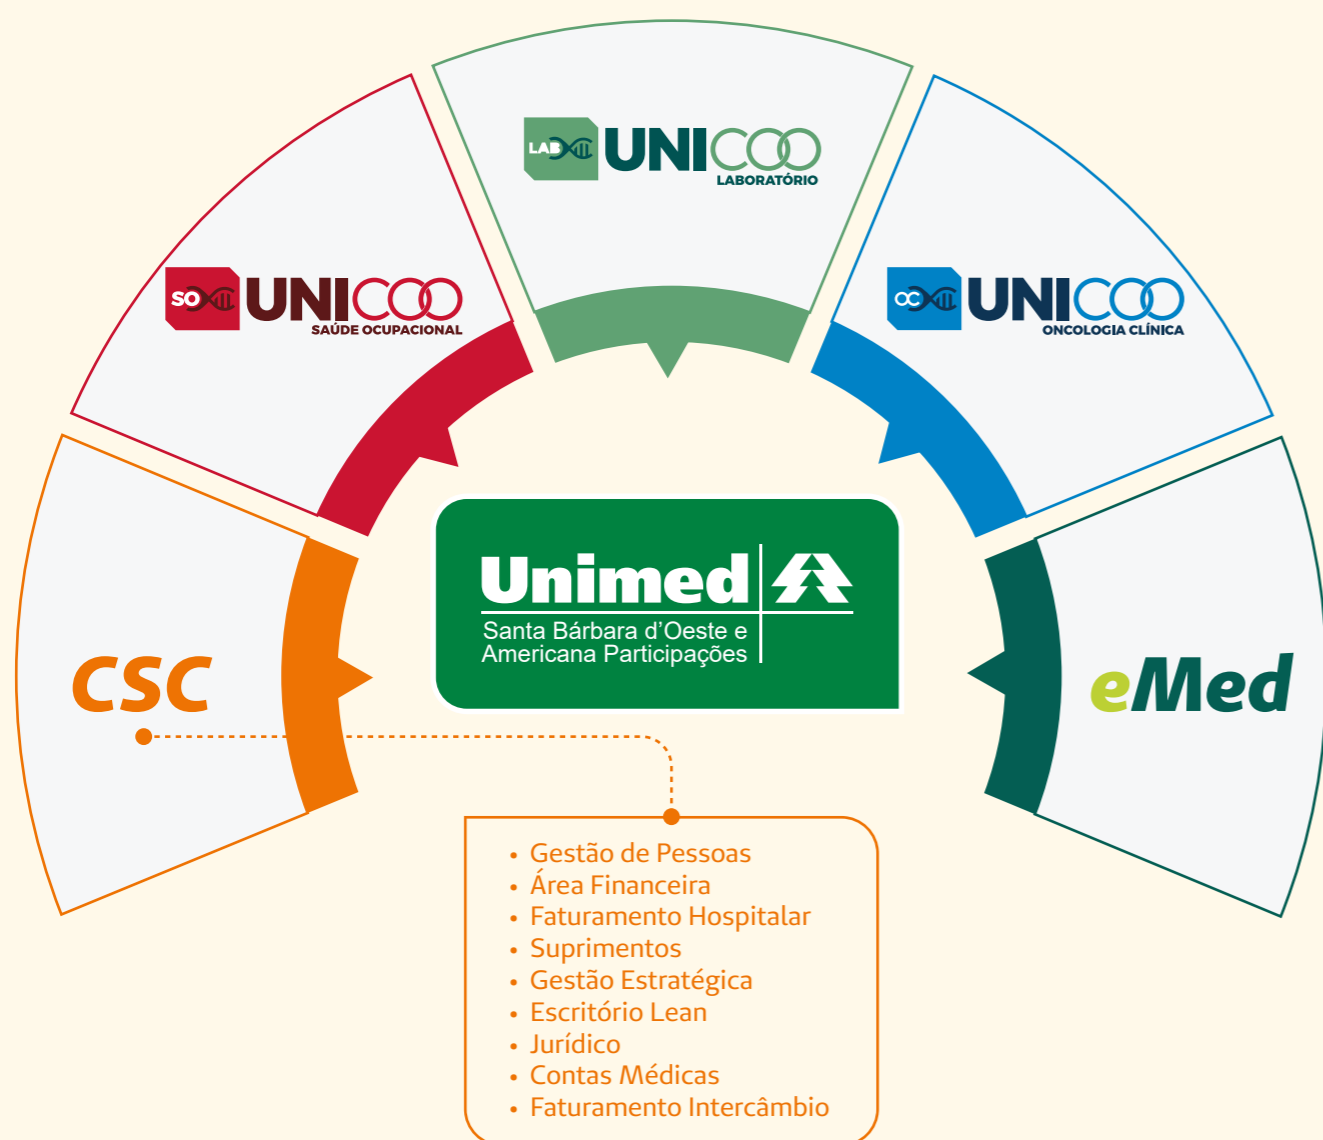 LAB UNICOO
LABORATÓRIO
SO UNICOO
SAÚDE OCUPACIONAL
OC UNICOO
ONCOLOGIA CLÍNICA
Unimed
Santa Bárbara d'Oeste e
Americana Participações
CSC
eMed
• Gestão de Pessoas
• Área Financeira
• Faturamento Hospitalar
• Suprimentos
• Gestão Estratégica
• Escritório Lean
• Jurídico
• Contas Médicas
• Faturamento Intercâmbio